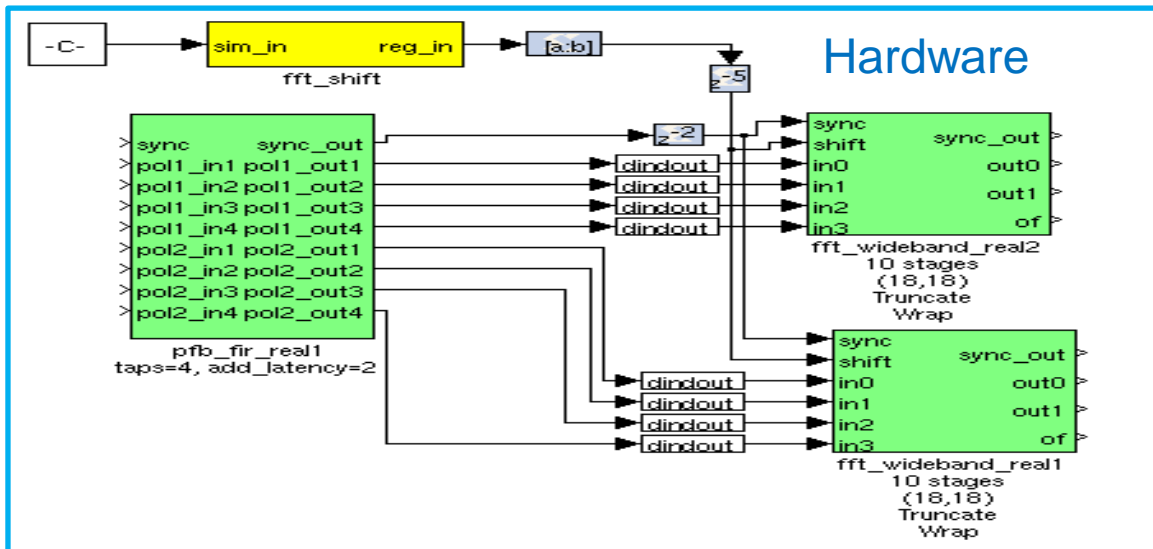 -C-
sim_in reg_in
fft_shift
[a:b]
z-5
Hardware
z-2
sync sync_out
pol1_in1 pol1_out1
pol1_in2 pol1_out2
pol1_in3 pol1_out3
pol1_in4 pol1_out4
pol2_in1 pol2_out1
pol2_in2 pol2_out2
pol2_in3 pol2_out3
pol2_in4 pol2_out4
pfb_fir_real1
taps=4, add_latency=2
dindout
dindout
dindout
dindout
sync
shift
in0
in1
in2
in3
sync_out
out0
out1
of
fft_wideband_real2
10 stages
(18,18)
Truncate
Wrap
dindout
dindout
dindout
dindout
sync
shift
in0
in1
in2
in3
sync_out
out0
out1
of
fft_wideband_real1
10 stages
(18,18)
Truncate
Wrap